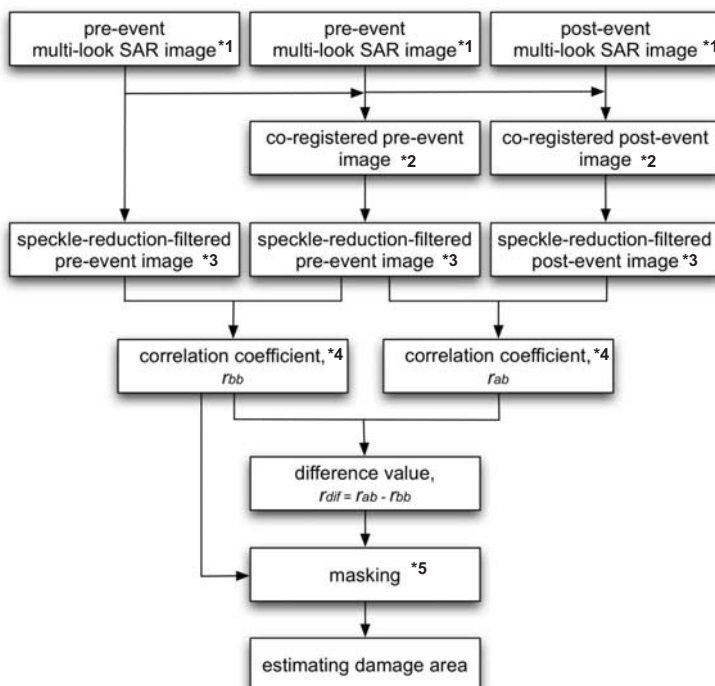 pre-event
multi-look SAR image*1
pre-event
multi-look SAR image*1
post-event
multi-look SAR image*1
co-registered pre-event
image *2
co-registered post-event
image *2
speckle-reduction-filtered
pre-event image *3
speckle-reduction-filtered
pre-event image *3
speckle-reduction-filtered
post-event image*3
correlation coefficient,*4
rbb
correlation coefficient,*4
rab
difference value,
rdif = rab - rbb
masking *5
estimating damage area